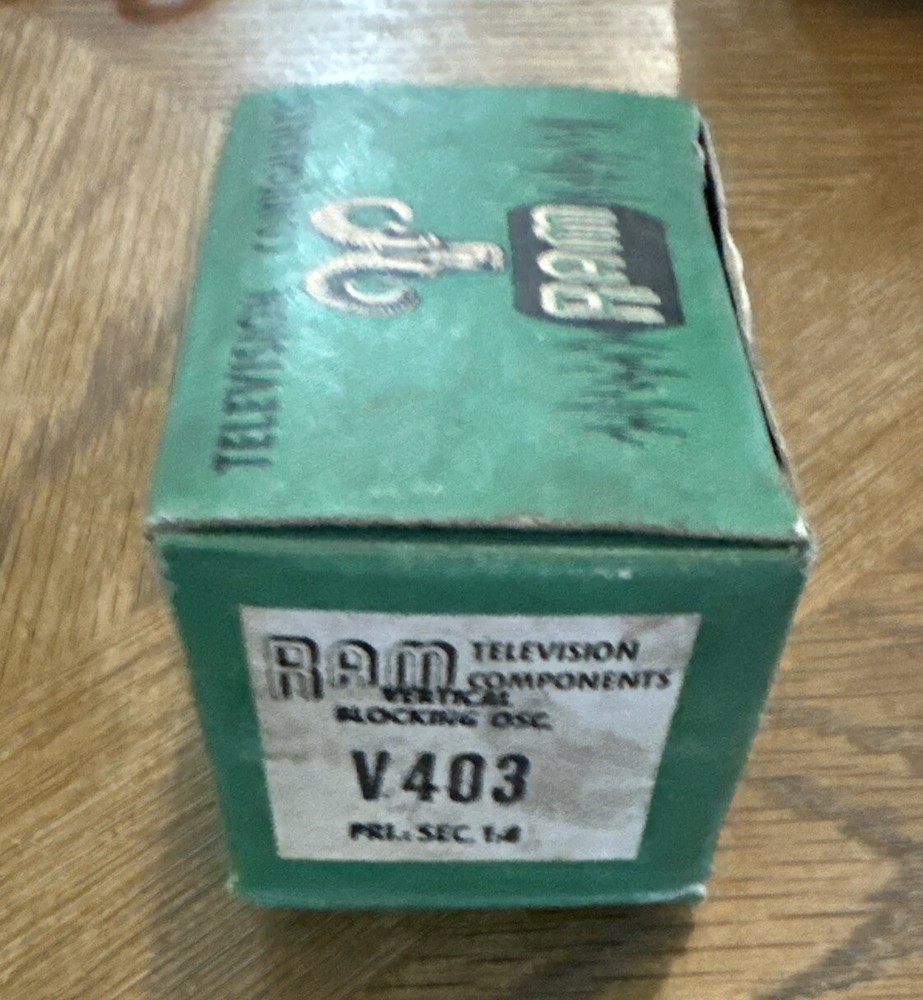 TELEVISION COMPONENTS
RAM
RAM TELEVISION
COMPONENTS
VERTICAL
BLOCKING OSC.
V403
PRI.: SEC. 1:4